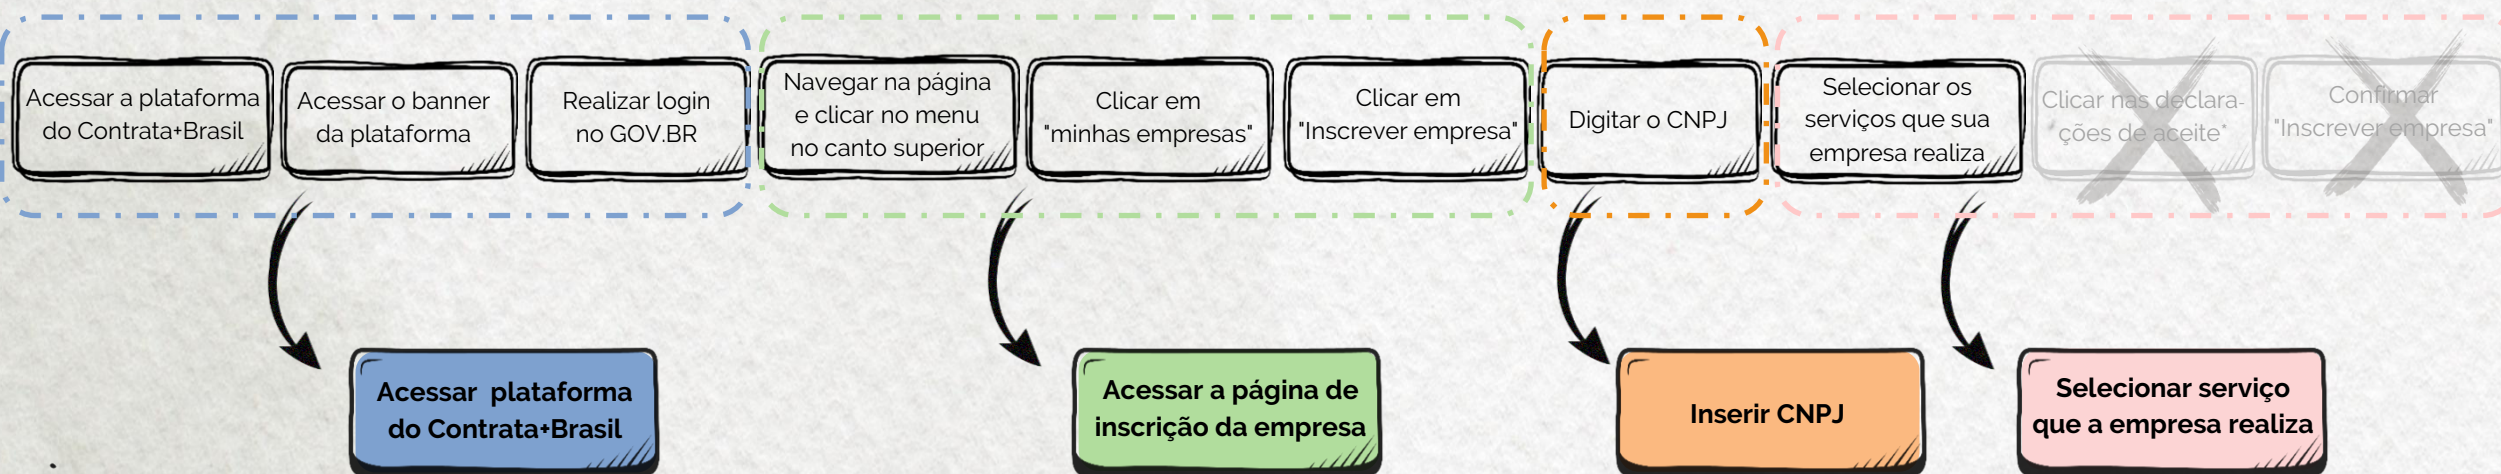 Acessar a plataforma
do Contrata+Brasil
Acessar o banner
da plataforma
Realizar login
no GOV.BR
Navegar na página
e clicar no menu
no canto superior
Clicar em
"minhas empresas"
Clicar em
"Inscrever empresa"
Digitar o CNPJ
Selecionar os
serviços que sua
empresa realiza
Clicar nas declara-
ções de aceite
Confirmar
"Inscrever empresa"
Acessar plataforma
do Contrata+Brasil
Acessar a página de
inscrição da empresa
Inserir CNPJ
Selecionar serviço
que a empresa realiza